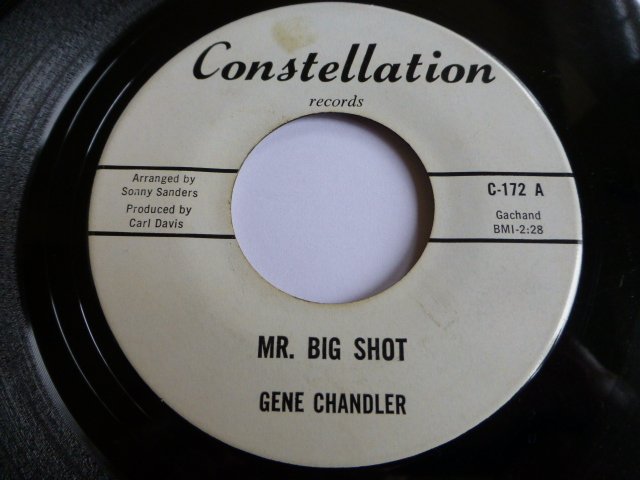 Constellation
records
Arranged by
Sonny Sanders
Produced by
Carl Davis
C-172 A
Gachand
BMI-2:28
MR. BIG SHOT
GENE CHANDLER